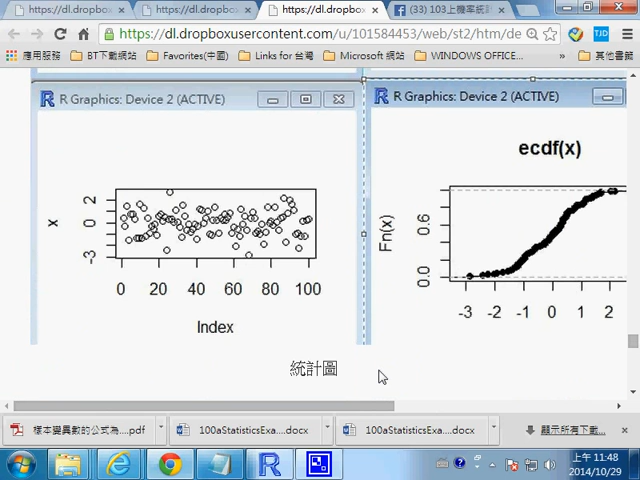 https://dl.dropbox
https://dl.dropbox
https://dl.dropbox
(33) 103上機率統計
https://dl.dropboxusercontent.com/u/101584453/web/st2/htm/de
TJD
應用服務
BT下載網站
Favorites(中國)
Links for 台灣
Microsoft 網站
WINDOWS OFFICE...
»
其他書籤
R Graphics: Device 2 (ACTIVE)
R Graphics: Device 2 (ACTIVE)
ecdf(x)
x
-3 0 2
0 20 40 60 80 100
Index
Fn(x)
0.0 0.6
-3 -2 -1 0 1 2
統計圖
樣本變異數的公式為....pdf
100aStatisticsExa....docx
100aStatisticsExa....docx
顯示所有下載...
上午 11:48
2014/10/29